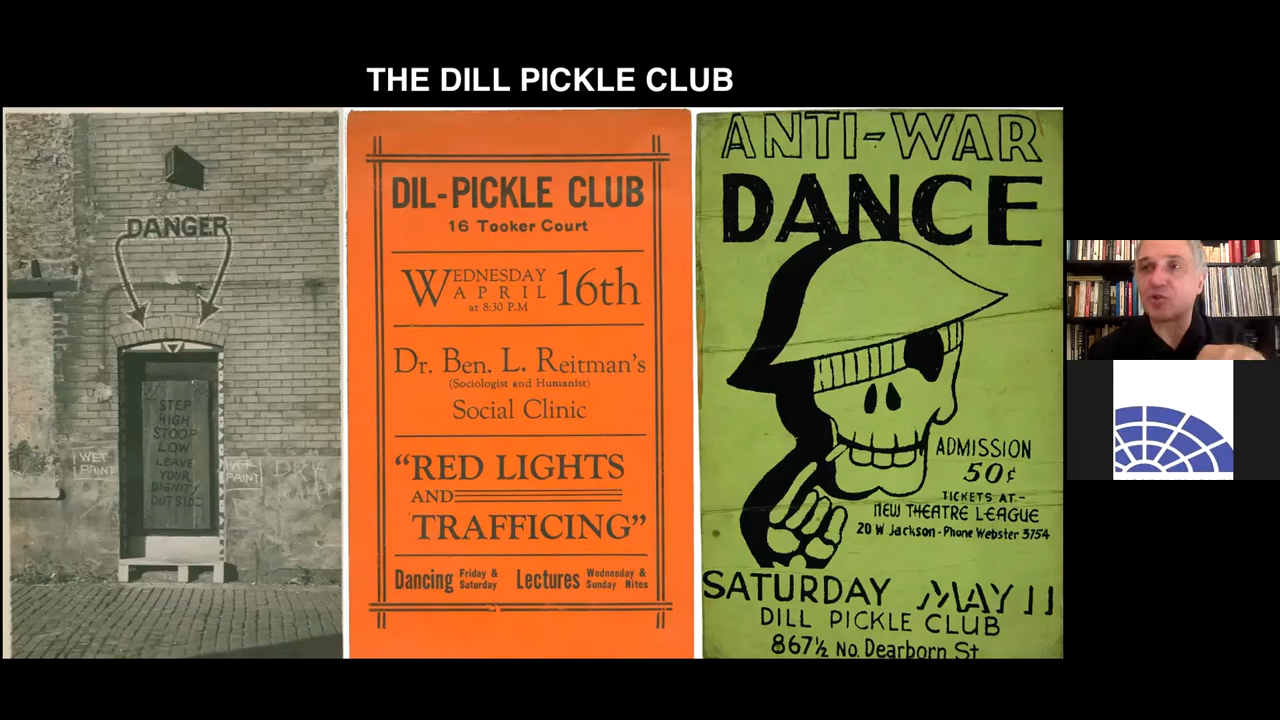 THE DILL PICKLE CLUB
DANGER
STEP
HIGH
STOOP
LOW
LEAVE
YOUR
DIGNITY
OUTSIDE
WET
PAINT
WET
PAINT
DIL-PICKLE CLUB
16 Tooker Court
WEDNESDAY
APRIL
16th
at 8:30 P.M
Dr. Ben. L. Reitman's
(Sociologist and Humanist)
Social Clinic
"RED LIGHTS
AND
TRAFFICING"
Dancing Friday &
Saturday
Lectures Wednesday &
Sunday Nites
ANTI-WAR
DANCE
ADMISSION
50¢
TICKETS AT-
NEW THEATRE LEAGUE
20 W Jackson - Phone Webster 3754
SATURDAY MAY 11
DILL PICKLE CLUB
867½ No. Dearborn St